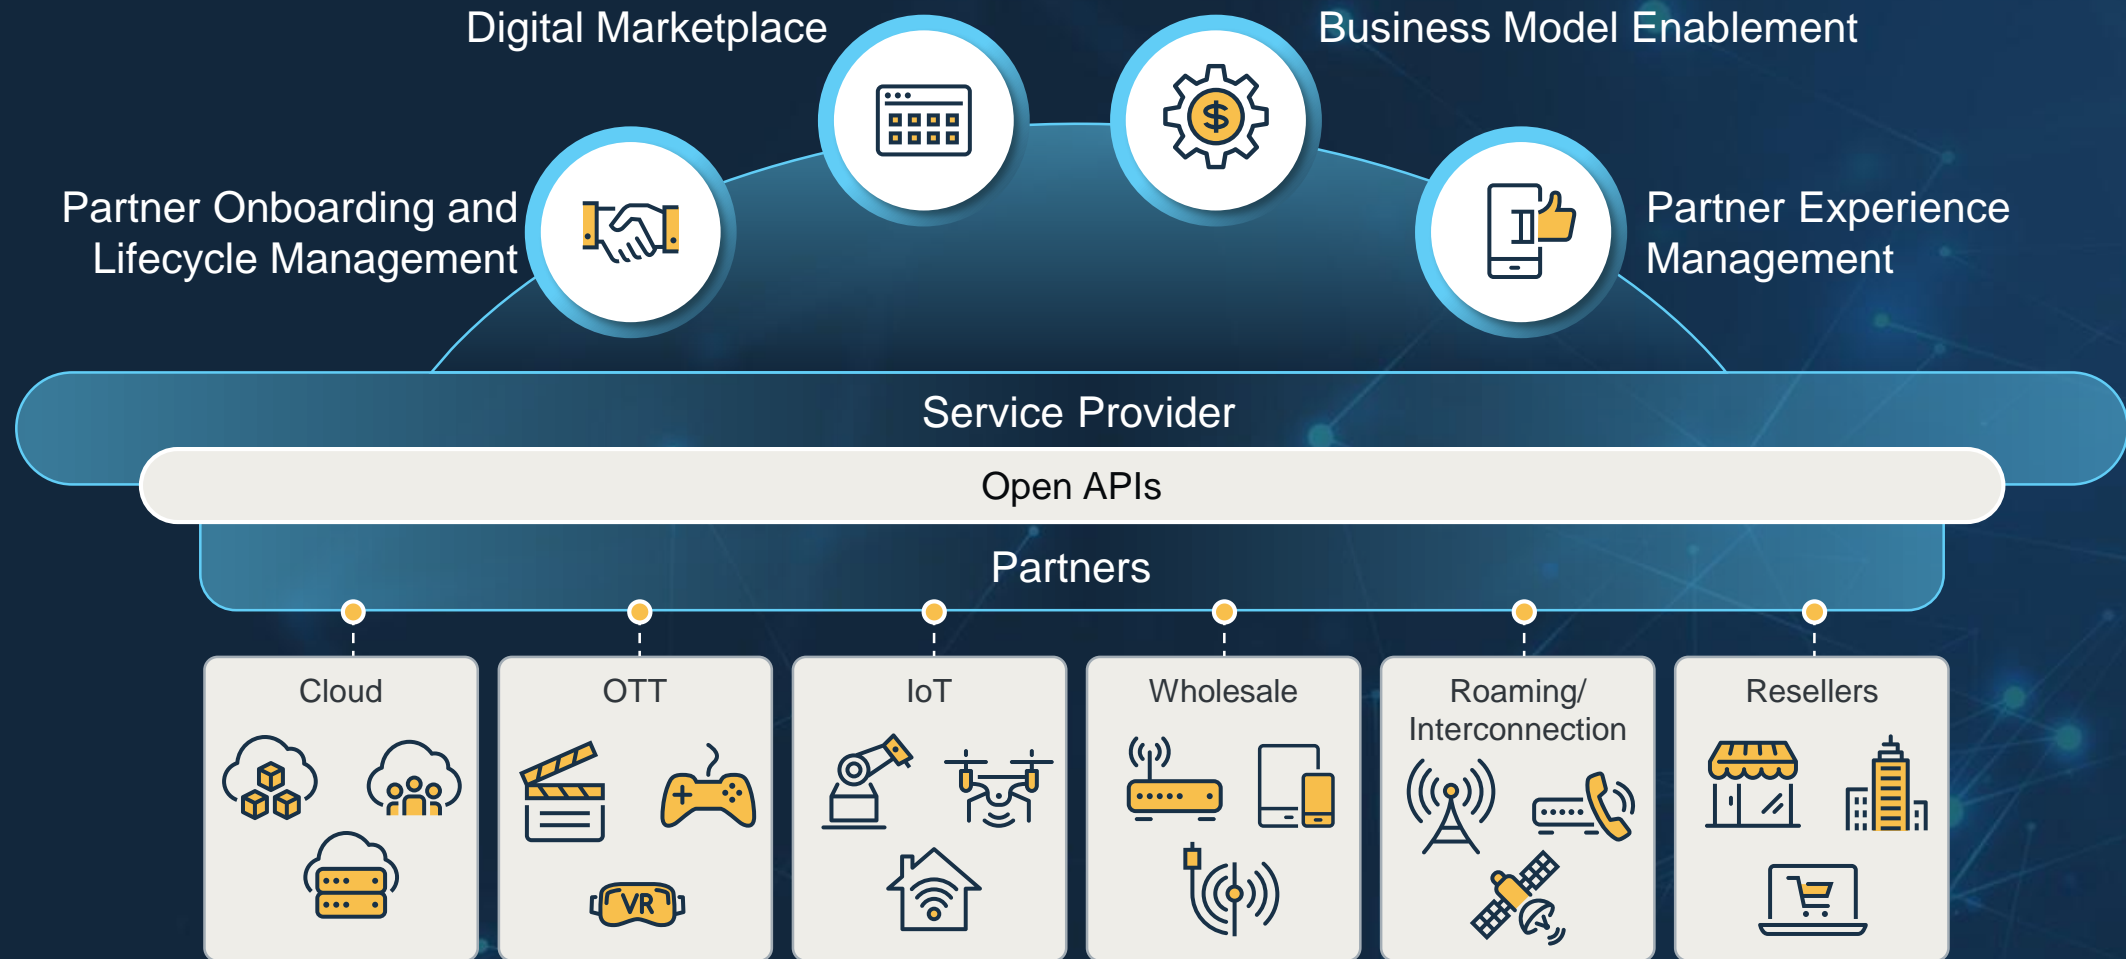 Digital Marketplace
Business Model Enablement
Partner Onboarding and
Lifecycle Management
Partner Experience
Management
$
Service Provider
Open APIs
Partners
Cloud
OTT
IoT
Wholesale
Roaming/
Interconnection
Resellers
VR